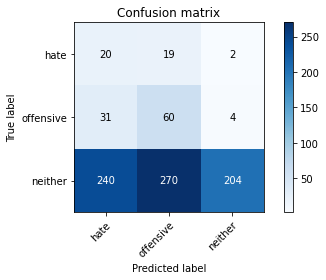 Confusion matrix
hate 20 19 2
offensive 31 60 4
neither 240 270 204
hate offensive neither
True label
Predicted label
250
200
150
100
50